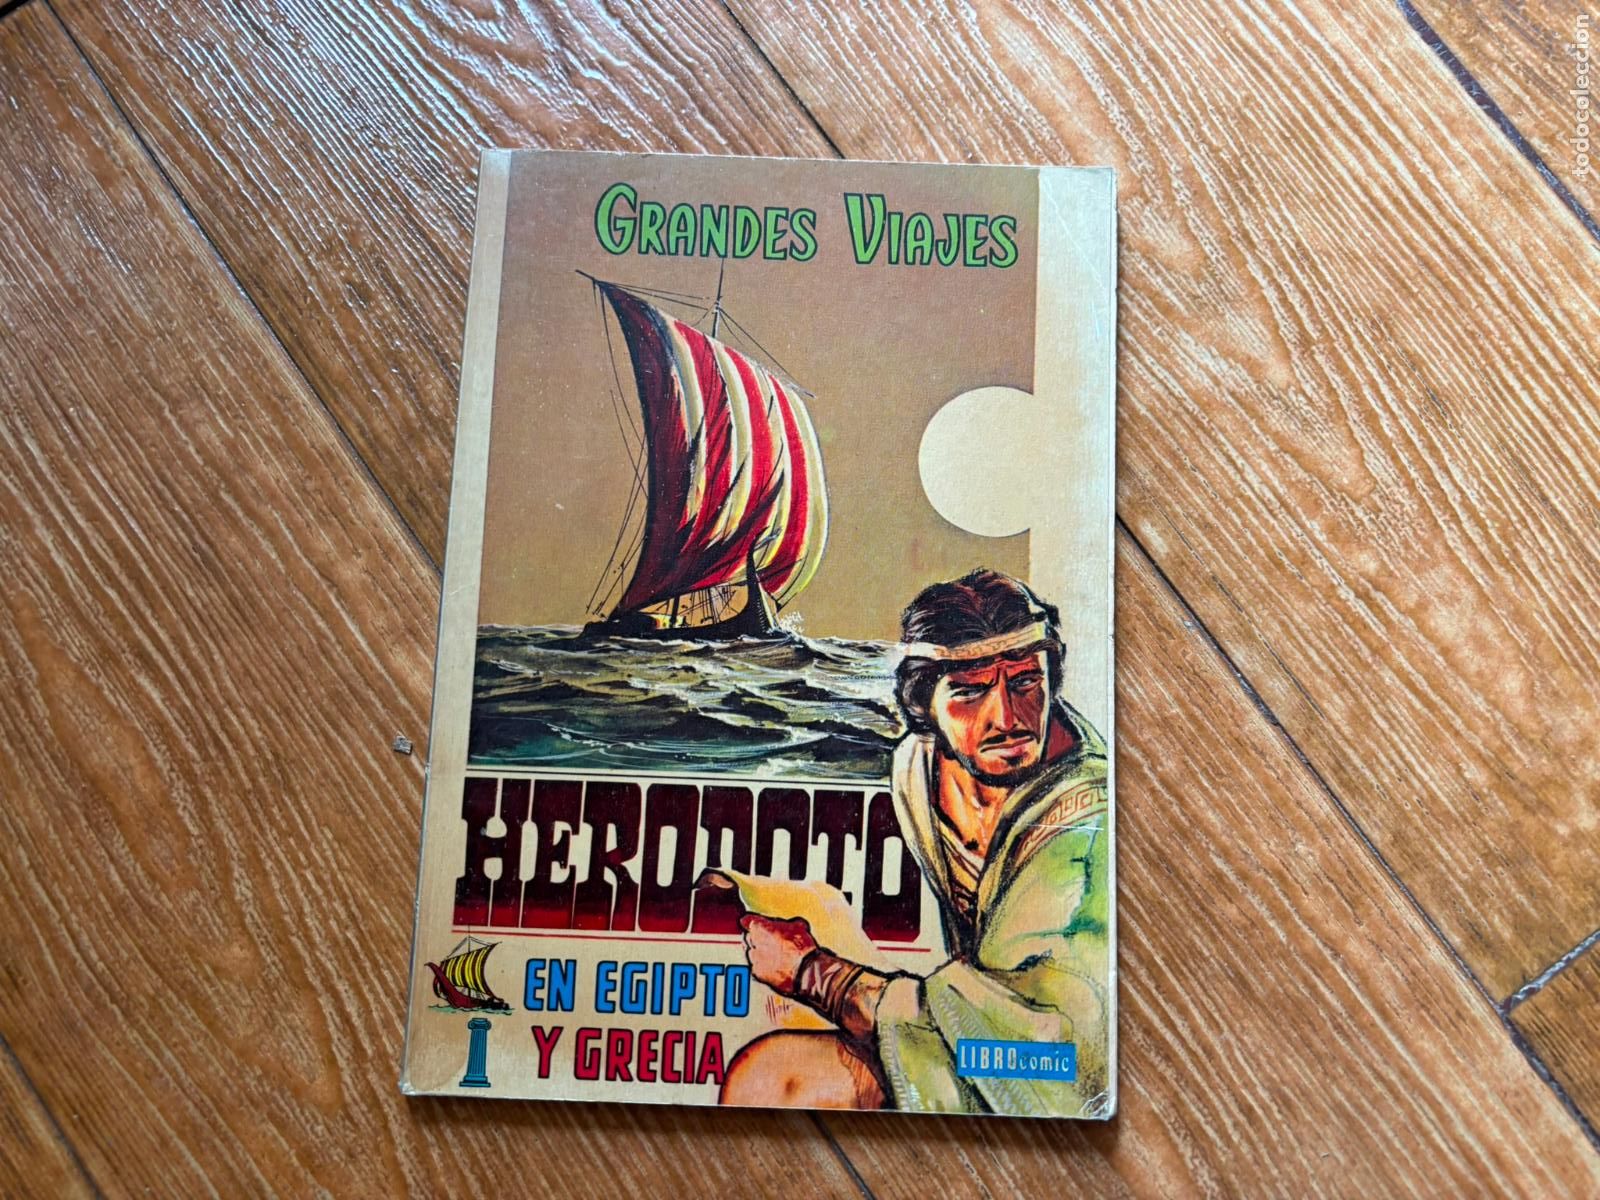 GRANDES VIAJES
HERODOTO
EN EGIPTO
Y GRECIA
LIBROcomic
todocoleccion